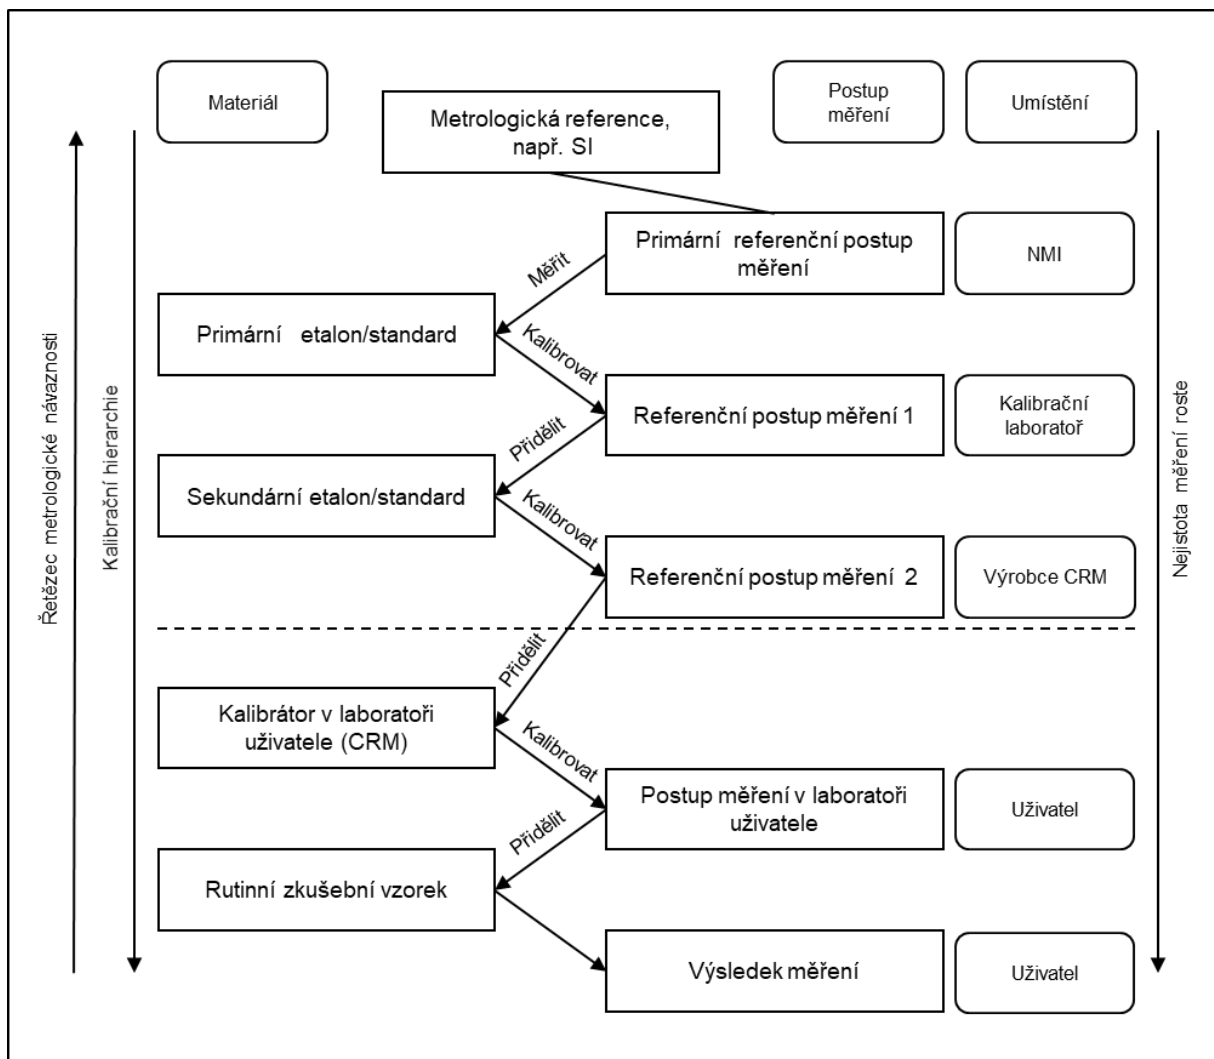 Materiál
Metrologická reference,
např. SI
Postup
měření
Umístění
Primární referenční postup
měření
NMI
Měřit
Primární etalon/standard
Kalibrovat
Referenční postup měření 1
Kalibrační
laboratoř
Přidělit
Sekundární etalon/standard
Kalibrovat
Referenční postup měření 2
Výrobce CRM
Přidělit
Kalibrátor v laboratoři
uživatele (CRM)
Kalibrovat
Postup měření v laboratoři
uživatele
Uživatel
Přidělit
Rutinní zkušební vzorek
Výsledek měření
Uživatel
Řetězec metrologické návaznosti
Kalibrační hierarchie
Nejistota měření roste